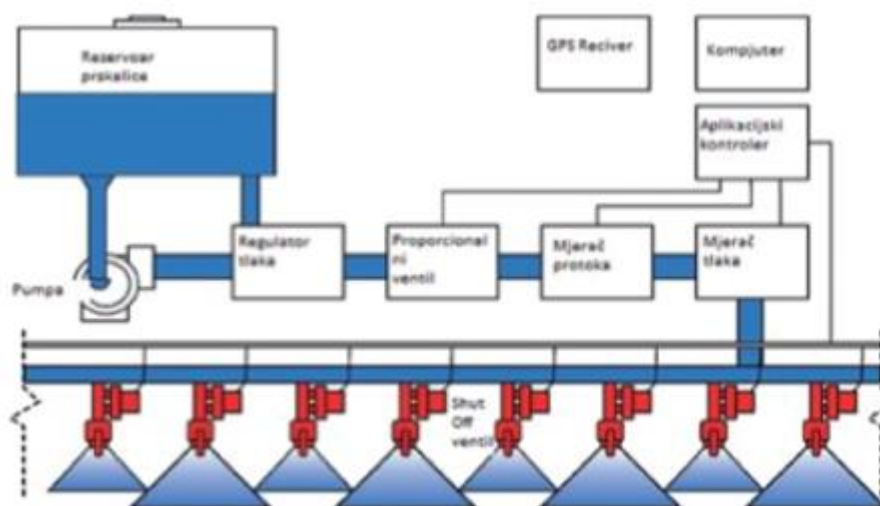 Rezervoar
prskalice
GPS Reciver
Kompjuter
Aplikacijski
kontroler
Regulator
tlaka
Proporcional
ni
ventil
Mjerač
protoka
Mjerač
tlaka
Pumpa
Shut
Off
ventil